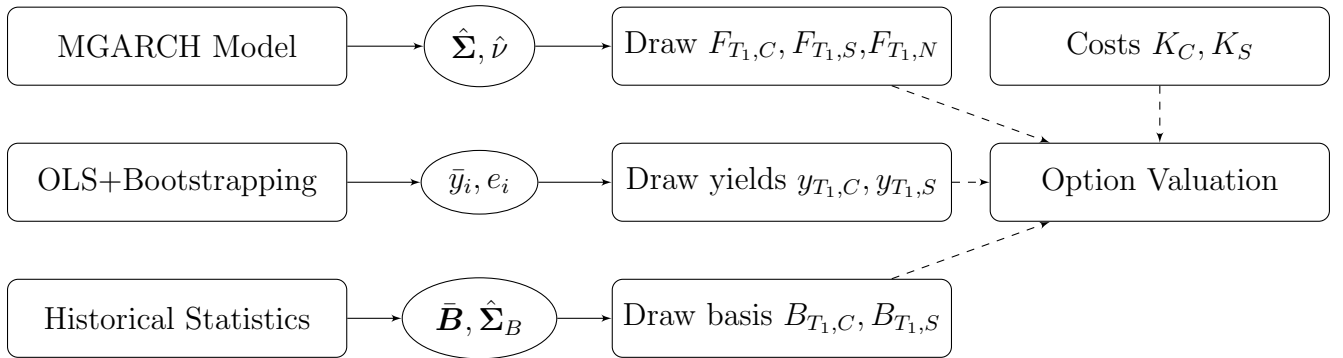 MGARCH Model
Σ̂, ν̂
Draw F_{T_1,C}, F_{T_1,S},F_{T_1,N}
Costs K_C, K_S
OLS+Bootstrapping
ȳ_i, e_i
Draw yields y_{T_1,C}, y_{T_1,S}
Option Valuation
Historical Statistics
B̄, Σ̂_B
Draw basis B_{T_1,C}, B_{T_1,S}